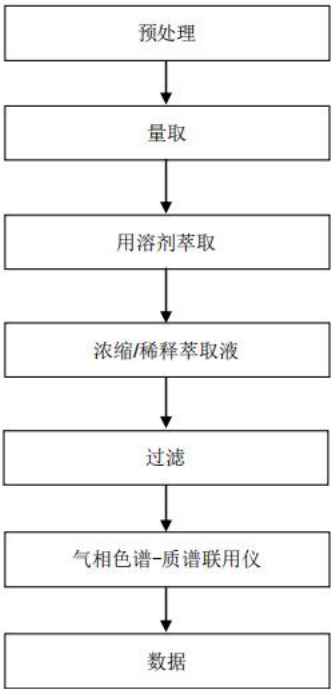 预处理
量取
用溶剂萃取
浓缩/稀释萃取液
过滤
气相色谱-质谱联用仪
数据